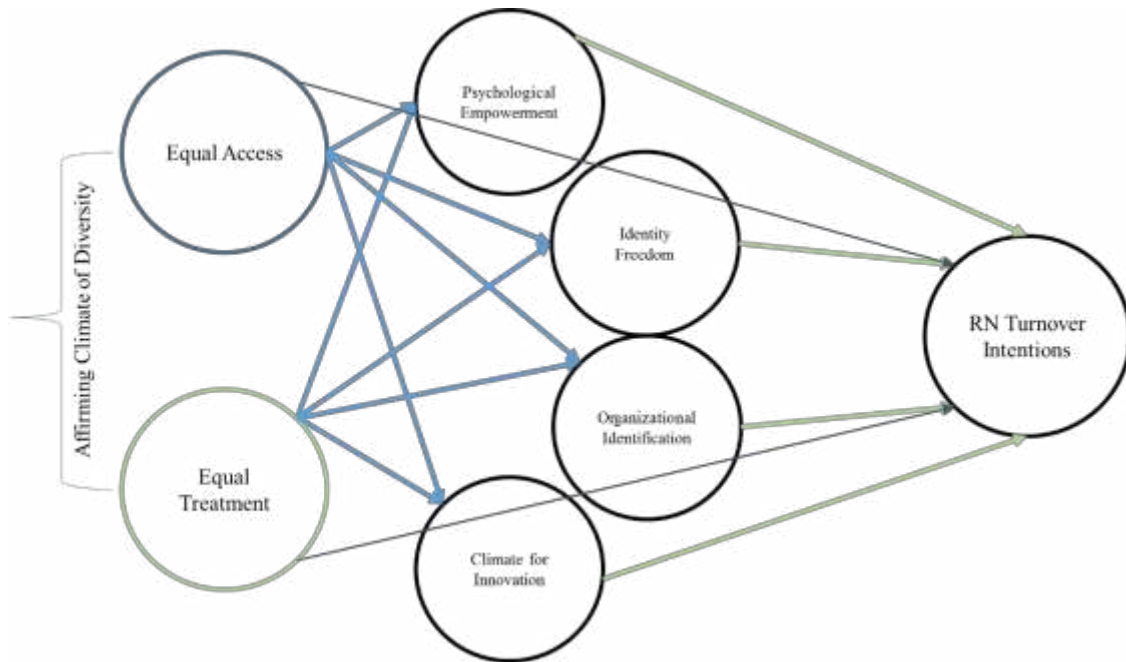 Affirming Climate of Diversity
Equal Access
Equal
Treatment
Psychological
Empowerment
Identity
Freedom
Organizational
Identification
Climate for
Innovation
RN Turnover
Intentions